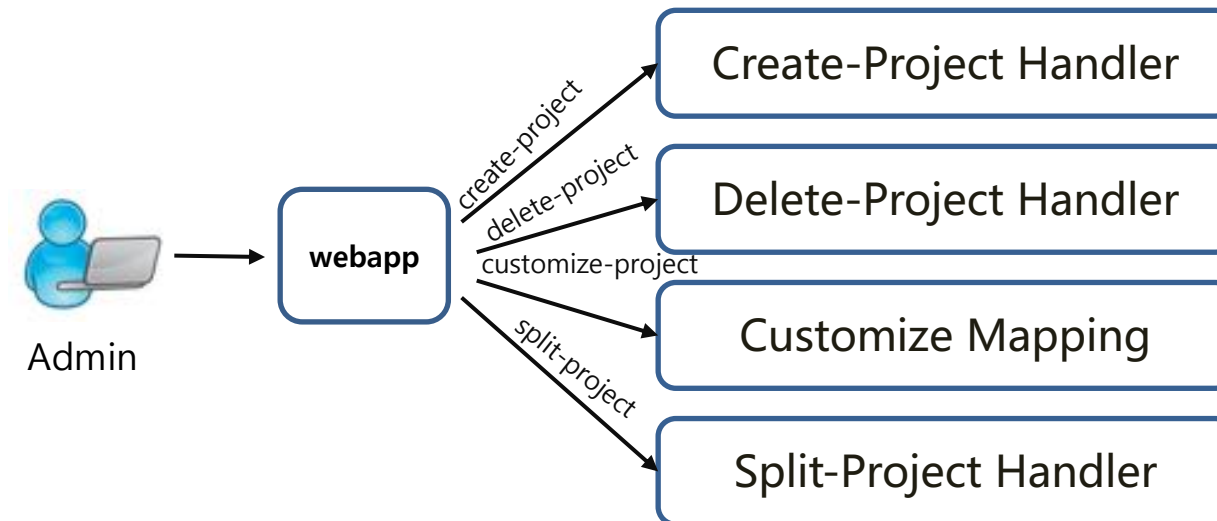 Create-Project Handler
create-project
delete-project
Delete-Project Handler
webapp
customize-project
Admin
split-project
Customize Mapping
Split-Project Handler